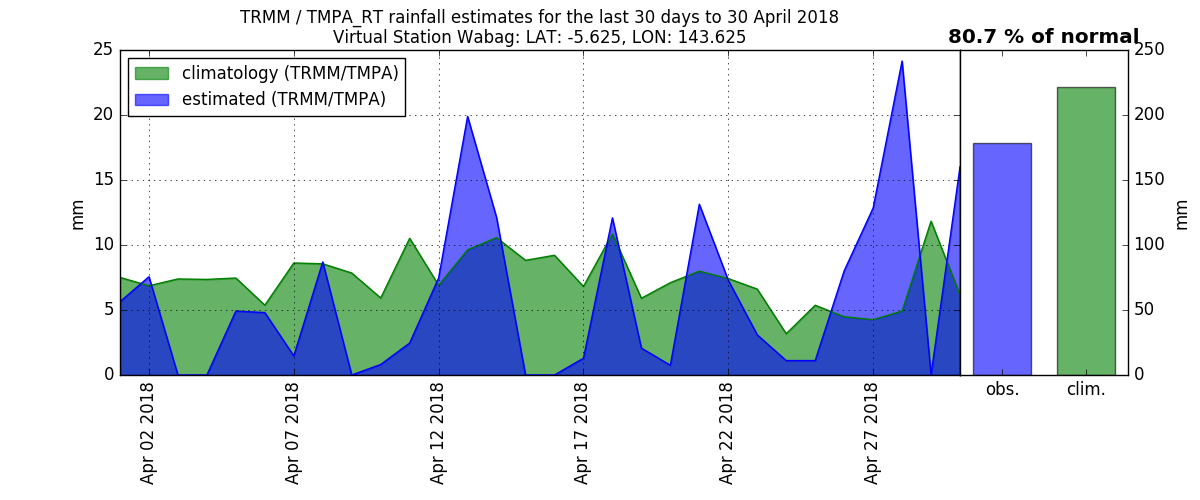 TRMM / TMPA_RT rainfall estimates for the last 30 days to 30 April 2018
Virtual Station Wabag: LAT: -5.625, LON: 143.625
80.7 % of normal
climatology (TRMM/TMPA)
estimated (TRMM/TMPA)
25
20
15
10
5
0
mm
250
200
150
100
50
0
mm
Apr 02 2018
Apr 07 2018
Apr 12 2018
Apr 17 2018
Apr 22 2018
Apr 27 2018
obs.
clim.